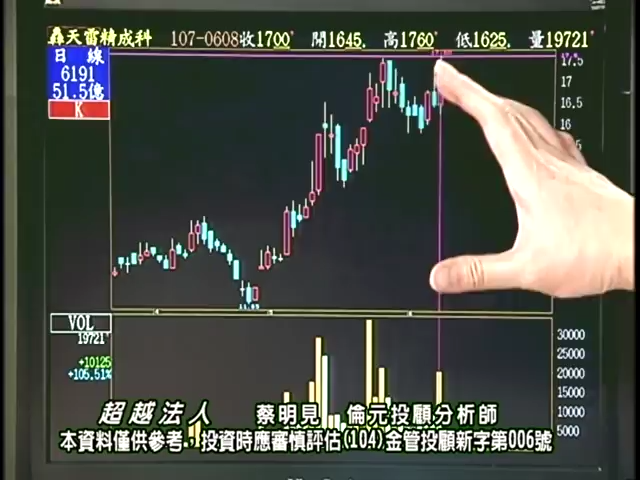 轟天雷精成科 107-0608收1700* 開1645. 高1760* 低1625. 量19721*
日 線
6191
51.5億
K
17.5
17
16.5
16
VOL
19721*
+10125
+105.51%
30000
25000
20000
15000
10000
5000
超越法人 蔡明見 倫元投顧分析師
本資料僅供參考,投資時應審慎評估(104)金管投顧新字第006號